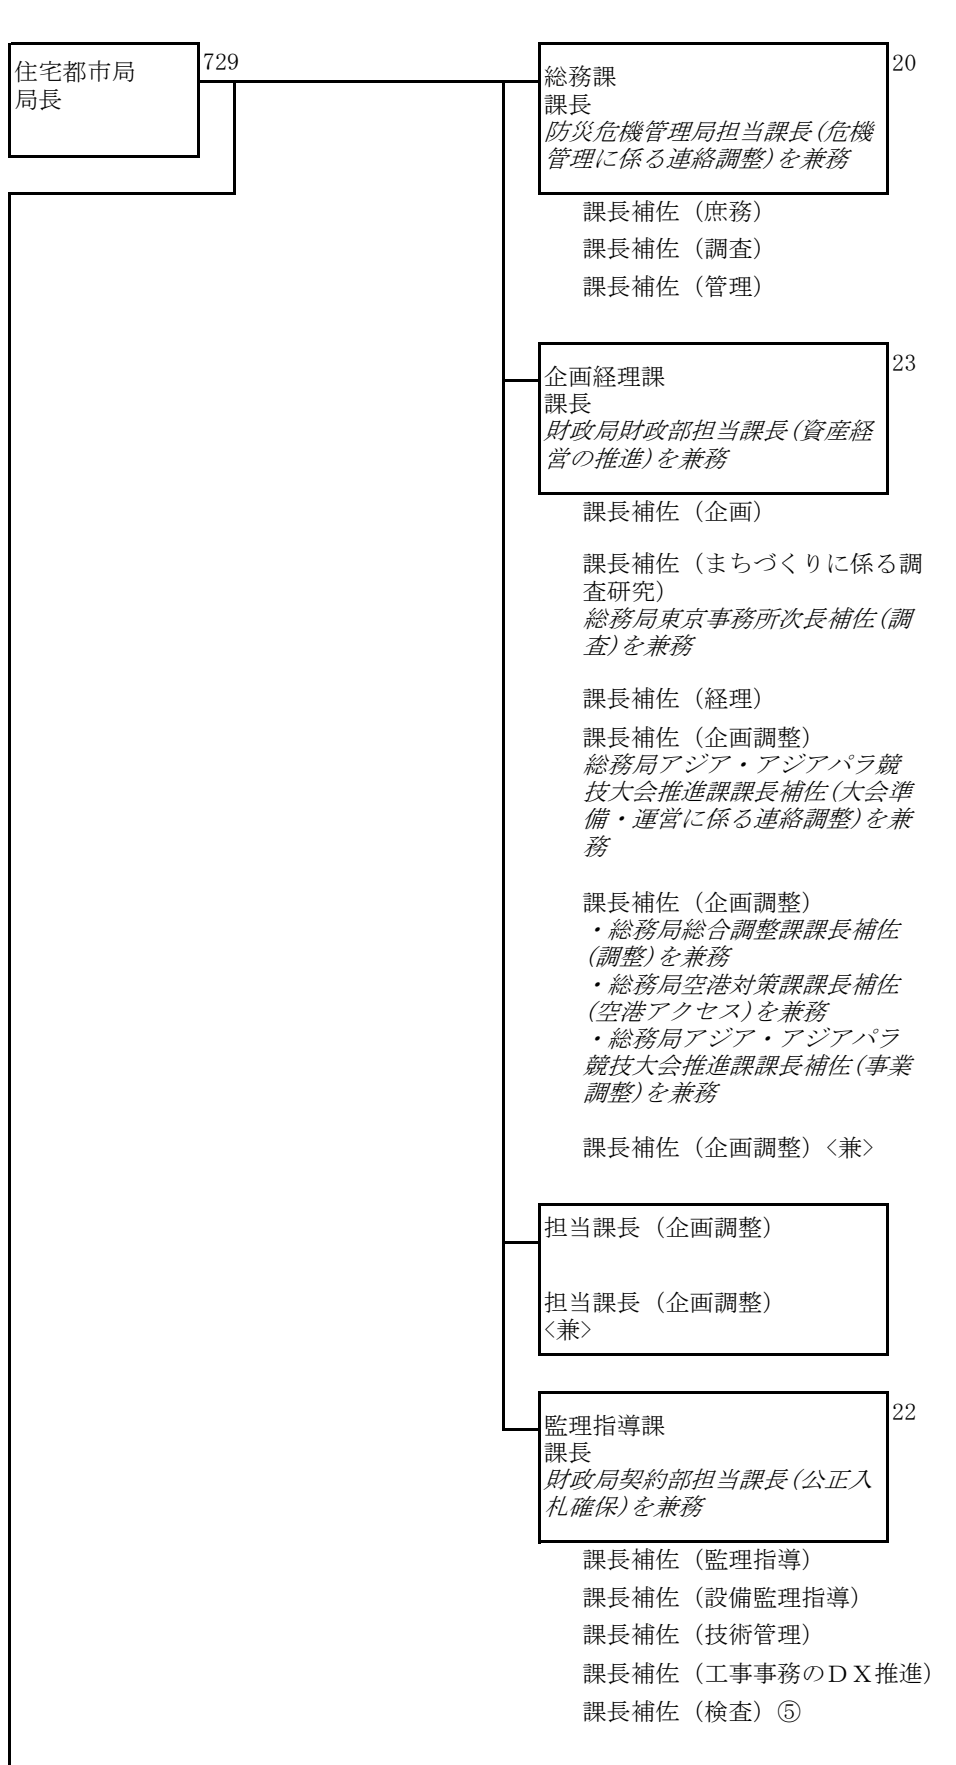 住宅都市局
局長
729
総務課
課長
防災危機管理局担当課長(危機
管理に係る連絡調整)を兼務
20
課長補佐（庶務）
課長補佐（調査）
課長補佐（管理）
企画経理課
課長
財政局財政部担当課長(資産経
営の推進)を兼務
23
課長補佐（企画）
課長補佐（まちづくりに係る調
査研究）
総務局東京事務所次長補佐(調
査)を兼務
課長補佐（経理）
課長補佐（企画調整）
総務局アジア・アジアパラ競
技大会推進課課長補佐(大会準
備・運営に係る連絡調整)を兼
務
課長補佐（企画調整）
・総務局総合調整課課長補佐
(調整)を兼務
・総務局空港対策課課長補佐
(空港アクセス)を兼務
・総務局アジア・アジアパラ
競技大会推進課課長補佐(事業
調整)を兼務
課長補佐（企画調整）<兼>
担当課長（企画調整）
担当課長（企画調整）
<兼>
監理指導課
課長
財政局契約部担当課長(公正入
札確保)を兼務
22
課長補佐（監理指導）
課長補佐（設備監理指導）
課長補佐（技術管理）
課長補佐（工事事務のＤＸ推進）
課長補佐（検査）⑤